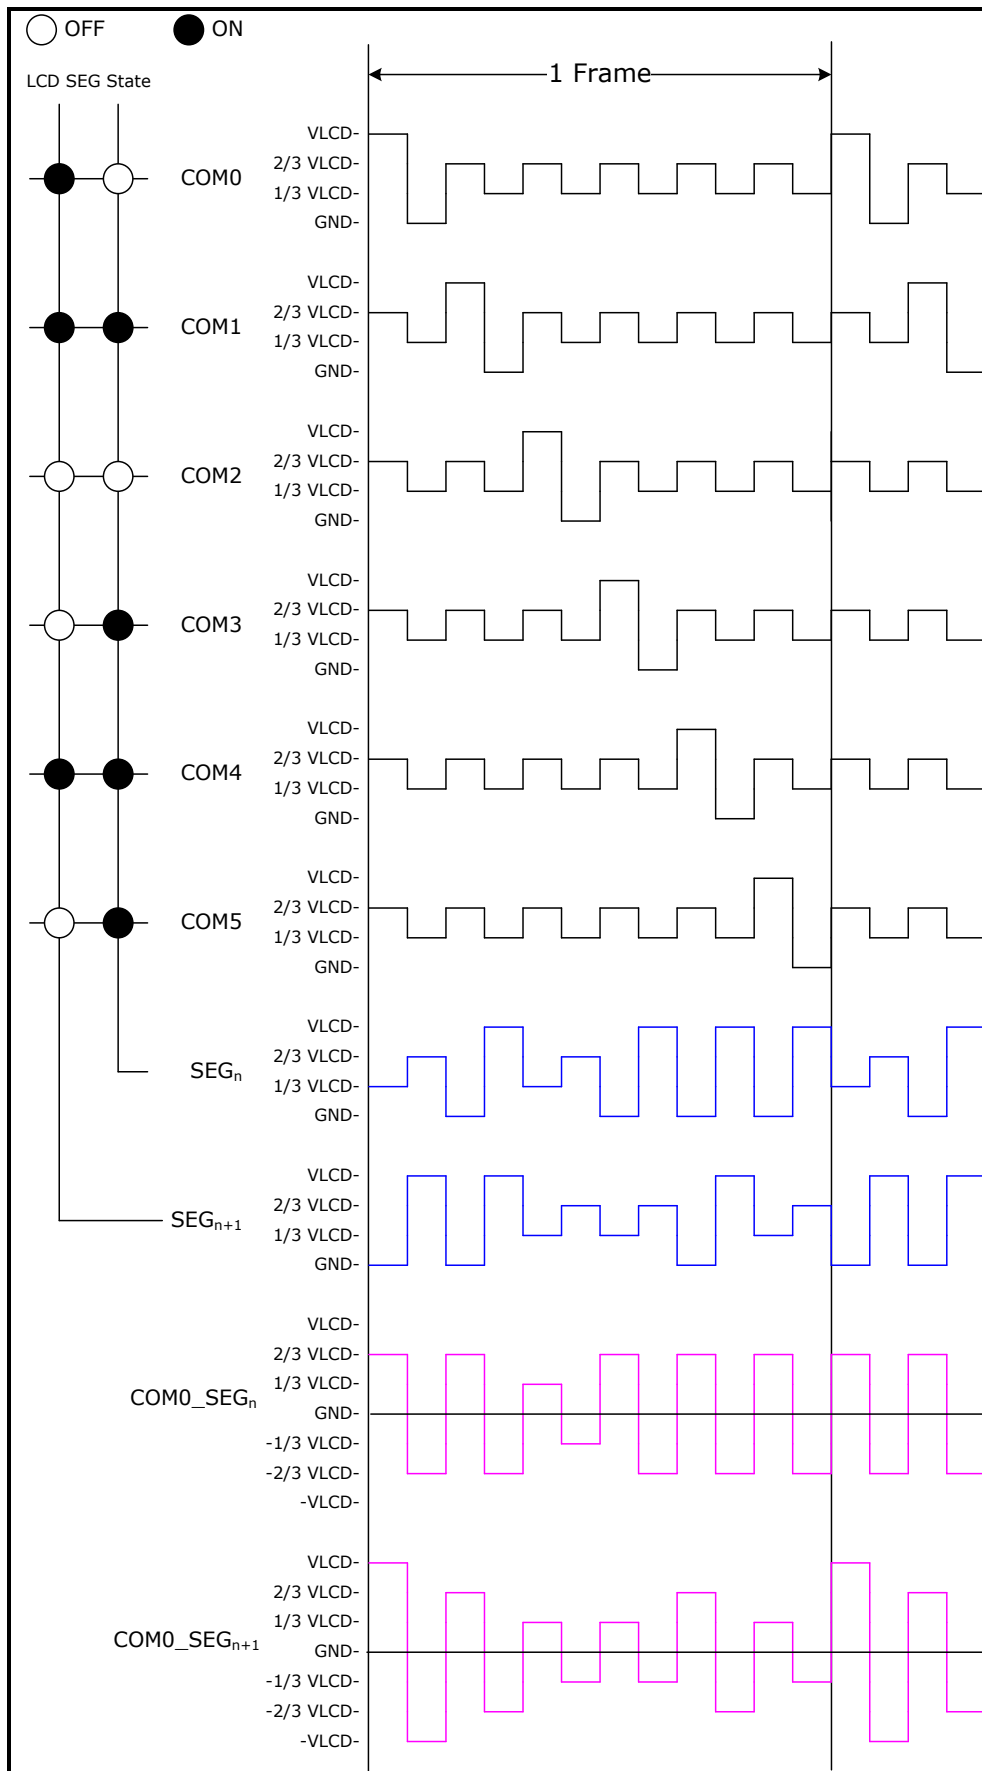 OFF ON
LCD SEG State
1 Frame
VLCD-
2/3 VLCD-
COM0
1/3 VLCD-
GND-
VLCD-
2/3 VLCD-
COM1
1/3 VLCD-
GND-
VLCD-
2/3 VLCD-
COM2
1/3 VLCD-
GND-
VLCD-
2/3 VLCD-
COM3
1/3 VLCD-
GND-
VLCD-
2/3 VLCD-
COM4
1/3 VLCD-
GND-
VLCD-
2/3 VLCD-
COM5
1/3 VLCD-
GND-
VLCD-
2/3 VLCD-
SEGn
1/3 VLCD-
GND-
VLCD-
2/3 VLCD-
SEGn+1
1/3 VLCD-
GND-
VLCD-
2/3 VLCD-
1/3 VLCD-
COM0_SEGn
GND-
-1/3 VLCD-
-2/3 VLCD-
-VLCD-
VLCD-
2/3 VLCD-
1/3 VLCD-
COM0_SEGn+1
GND-
-1/3 VLCD-
-2/3 VLCD-
-VLCD-